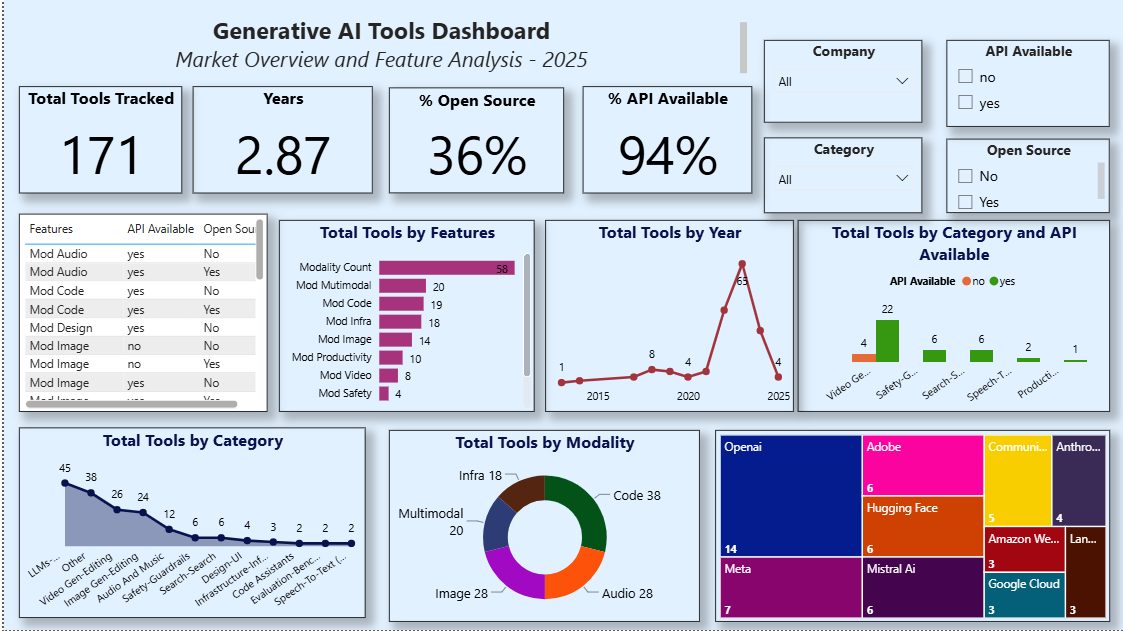 Generative AI Tools Dashboard
Market Overview and Feature Analysis - 2025
Total Tools Tracked
171
Years
2.87
% Open Source
36%
% API Available
94%
Company
All
API Available
no
yes
Category
All
Open Source
No
Yes
Features API Available Open Sou
Mod Audio yes No
Mod Audio yes Yes
Mod Code yes No
Mod Code yes Yes
Mod Design yes No
Mod Image no No
Mod Image no Yes
Mod Image yes No
Total Tools by Features
Modality Count 58
Mod Mutimodal 20
Mod Code 19
Mod Infra 18
Mod Image 14
Mod Productivity 10
Mod Video 8
Mod Safety 4
Total Tools by Year
65
1 8 4 4
2015 2020 2025
Total Tools by Category and API
Available
API Available no yes
4 22 6 6 2 1
Video Ge... Safety-G... Search-S... Speech-T... Producti...
Total Tools by Category
45 38 26 24 12 6 6 4 3 2 2 2
LLMs-...
Other
Video Gen-Editing
Image Gen-Editing
Audio And Music
Safety-Guardrails
Search-Search
Design-UI
Infrastructure-Inf...
Code Assistants
Evaluation-Benc...
Speech-To-Text (...
Total Tools by Modality
Infra 18
Code 38
Multimodal
20
Image 28
Audio 28
Openai
14
Meta
7
Adobe
6
Hugging Face
6
Mistral Ai
6
Communi...
5
Anthro...
4
Amazon We...
3
Google Cloud
3
Lan...
3